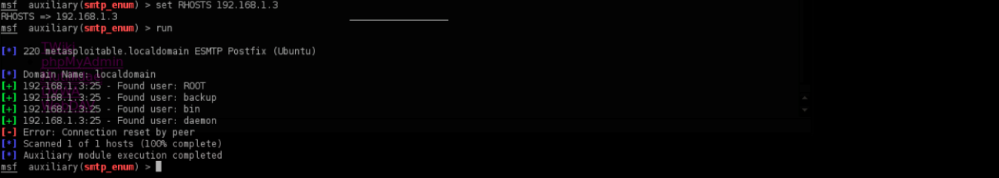 msf auxiliary(smtp_enum) > set RHOSTS 192.168.1.3
RHOSTS => 192.168.1.3
msf auxiliary(smtp_enum) > run
[*] 220 metasploitable.localdomain ESMTP Postfix (Ubuntu)
TWiki
phpMyAdmin
[*] Domain Name: localdomain
[+] 192.168.1.3:25 - Found user: ROOT
[+] 192.168.1.3:25 - Found user: backup
[+] 192.168.1.3:25 - Found user: bin
[+] 192.168.1.3:25 - Found user: daemon
[-] Error: Connection reset by peer
[*] Scanned 1 of 1 hosts (100% complete)
[*] Auxiliary module execution completed
msf auxiliary(smtp_enum) >